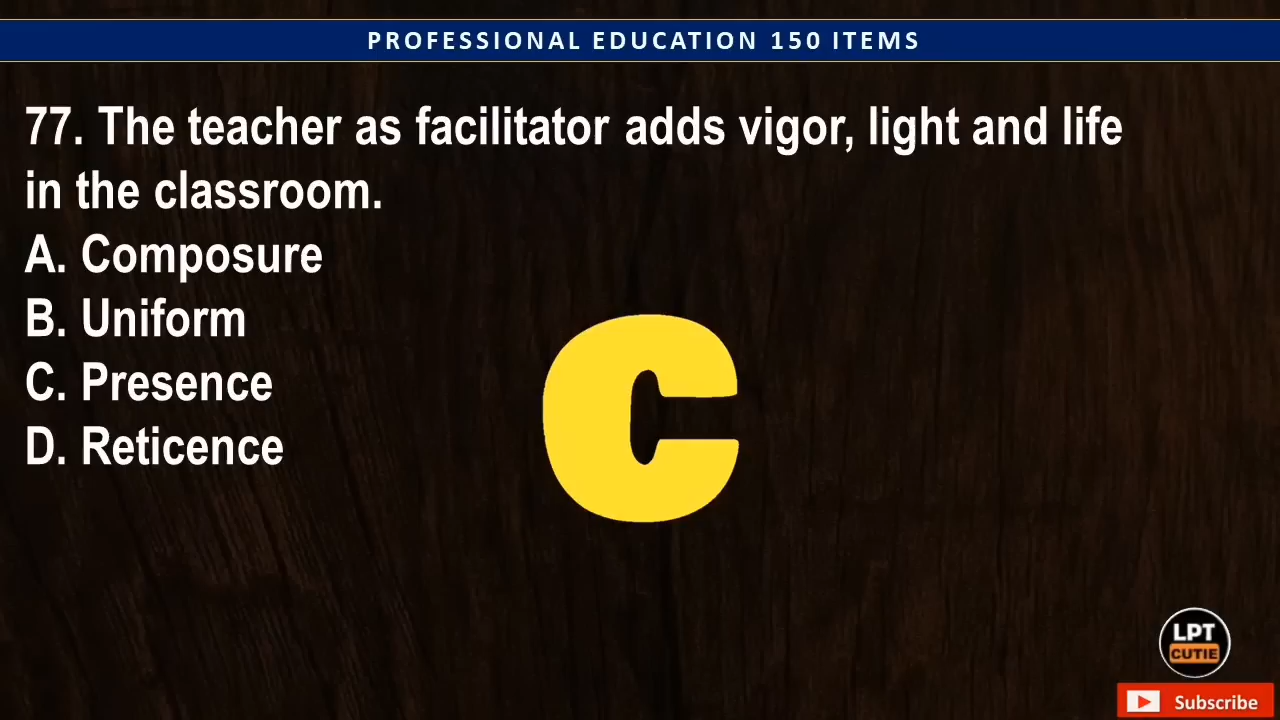 PROFESSIONAL EDUCATION 150 ITEMS
77. The teacher as facilitator adds vigor, light and life
in the classroom.
A. Composure
B. Uniform
C. Presence
D. Reticence
C
LPT
CUTIE
Subscribe